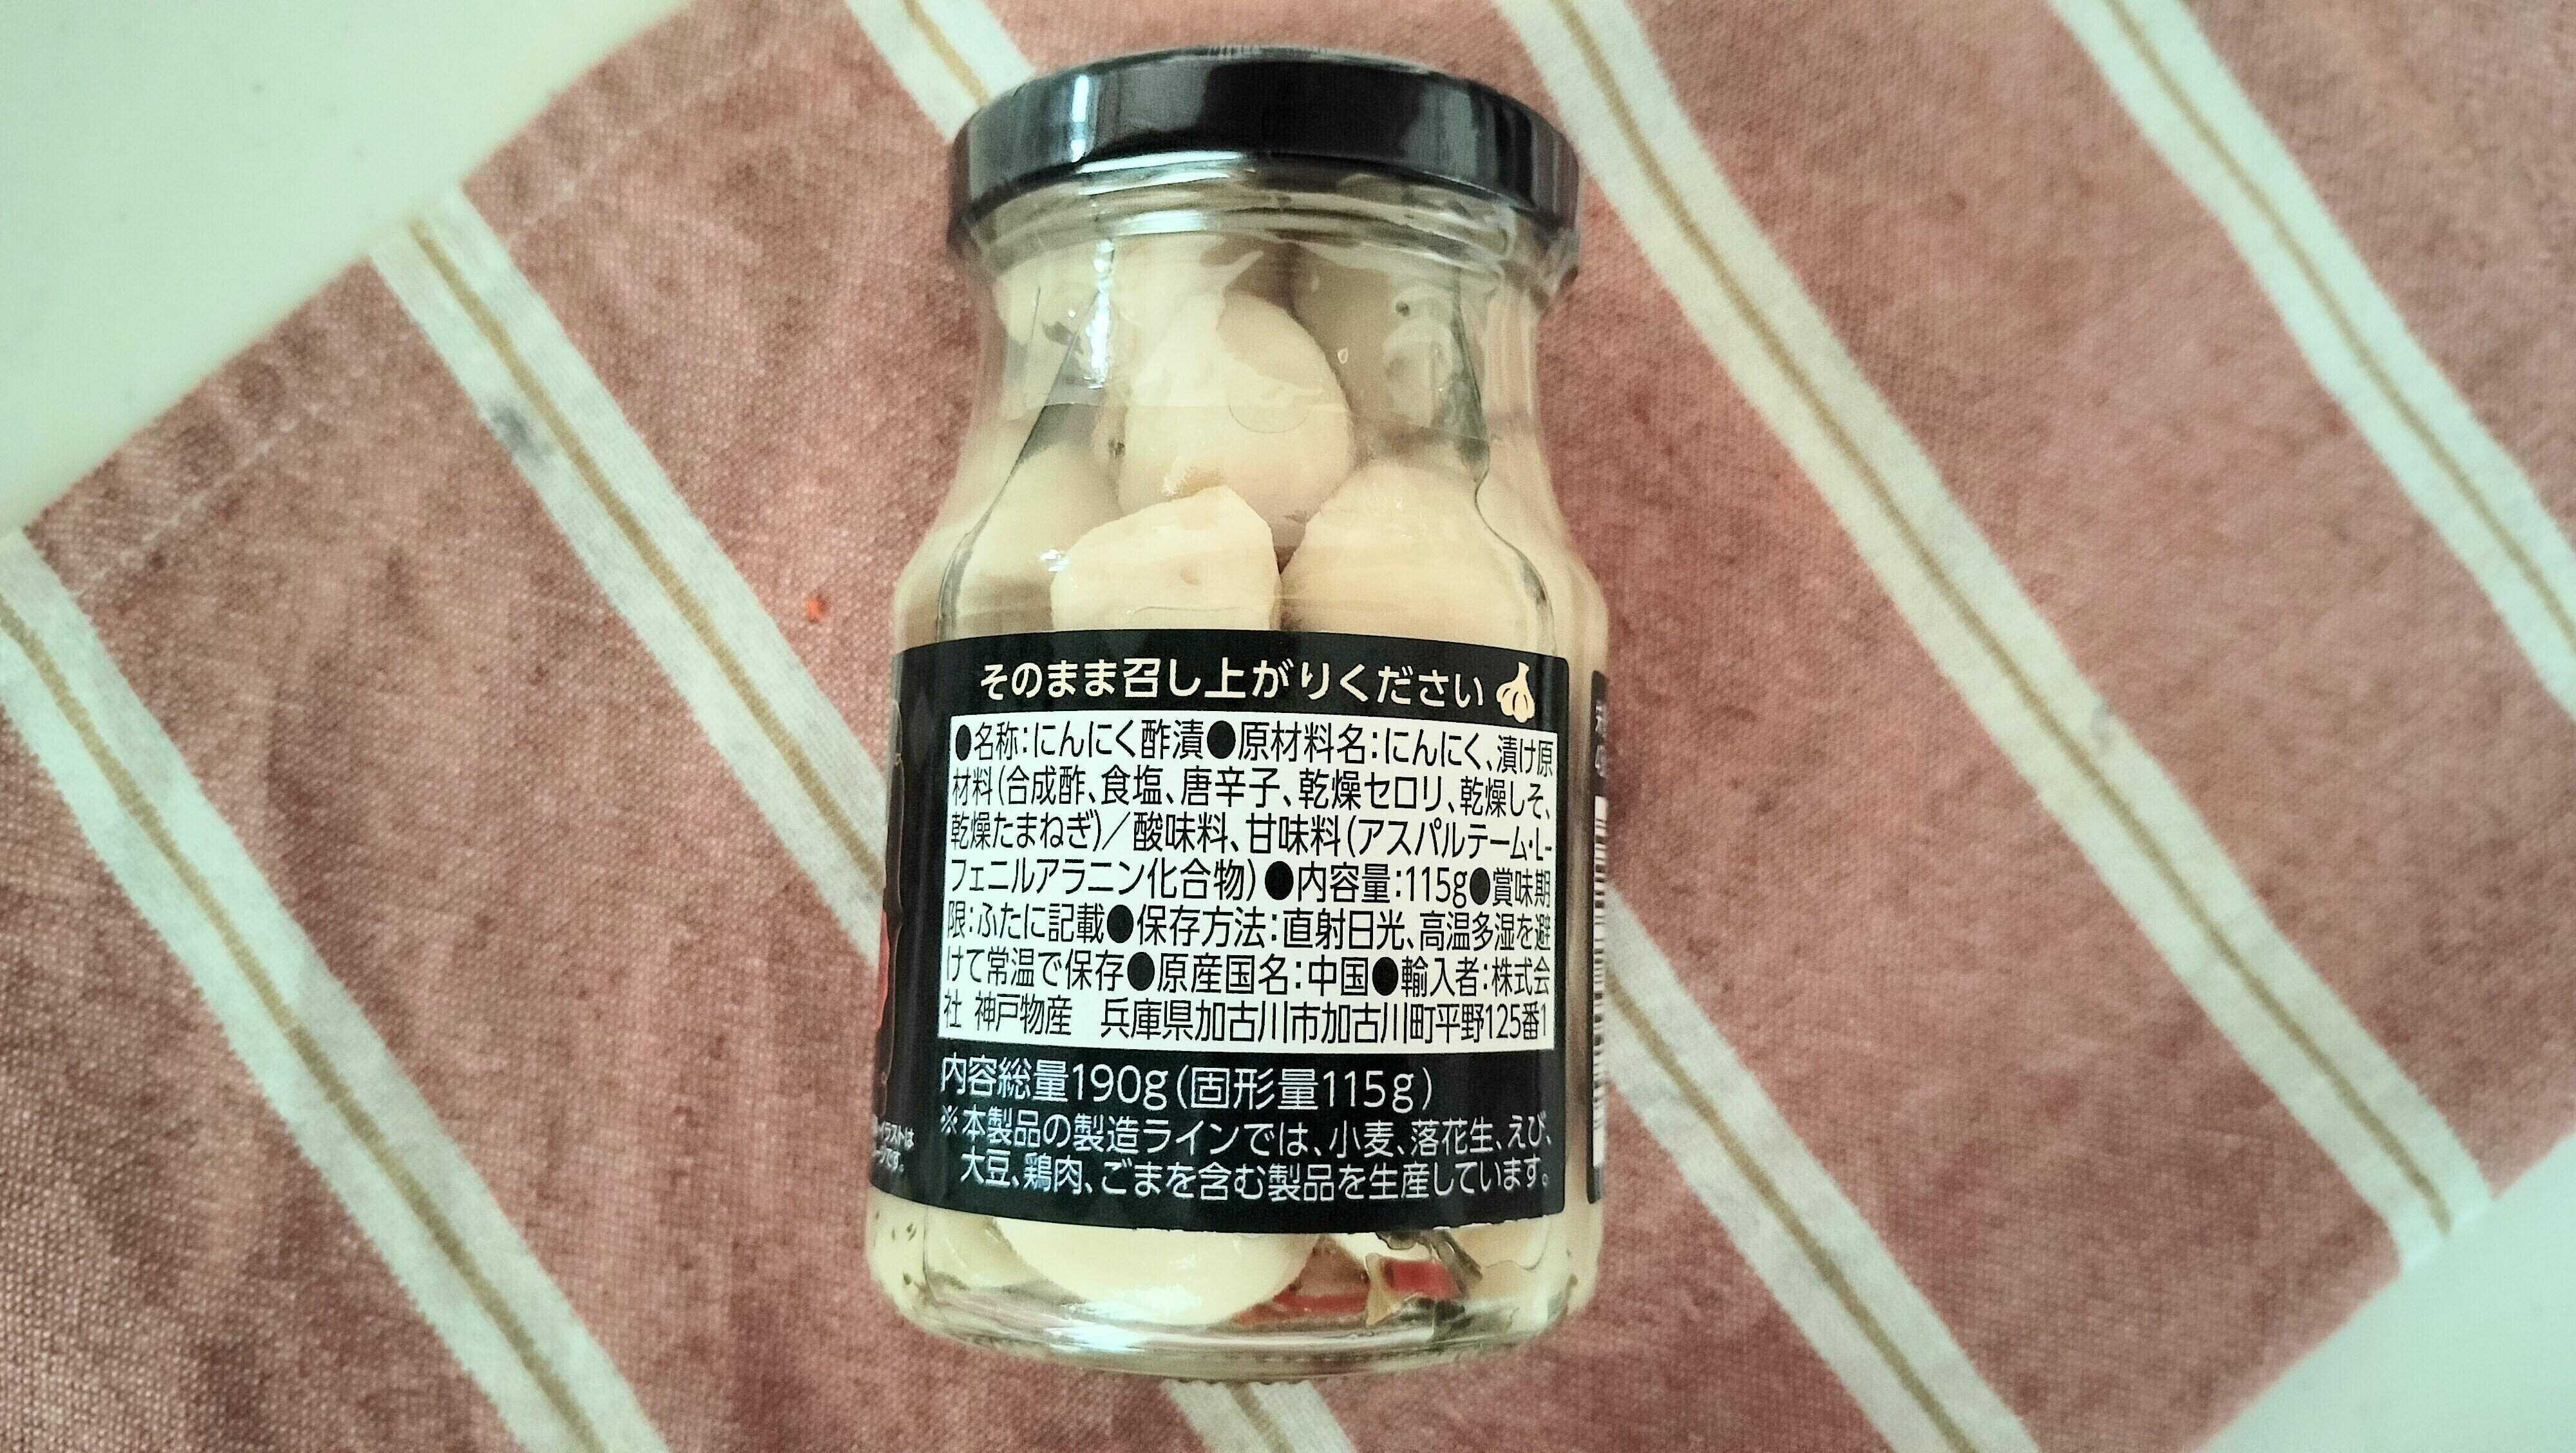 そのまま召し上がりください
●名称:にんにく酢漬●原材料名:にんにく、漬け原
材料(合成酢、食塩、唐辛子、乾燥セロリ、乾燥しそ、
乾燥たまねぎ)／酸味料、甘味料(アスパルテーム・L-
フェニルアラニン化合物)●内容量:115g●賞味期
限:ふたに記載●保存方法:直射日光、高温多湿を避
けて常温で保存●原産国名:中国●輸入者:株式会
社 神戸物産　兵庫県加古川市加古川町平野125番1
内容総量190g(固形量115g)
※本製品の製造ラインでは、小麦、落花生、えび、
大豆、鶏肉、ごまを含む製品を生産しています。
イラストは
です。